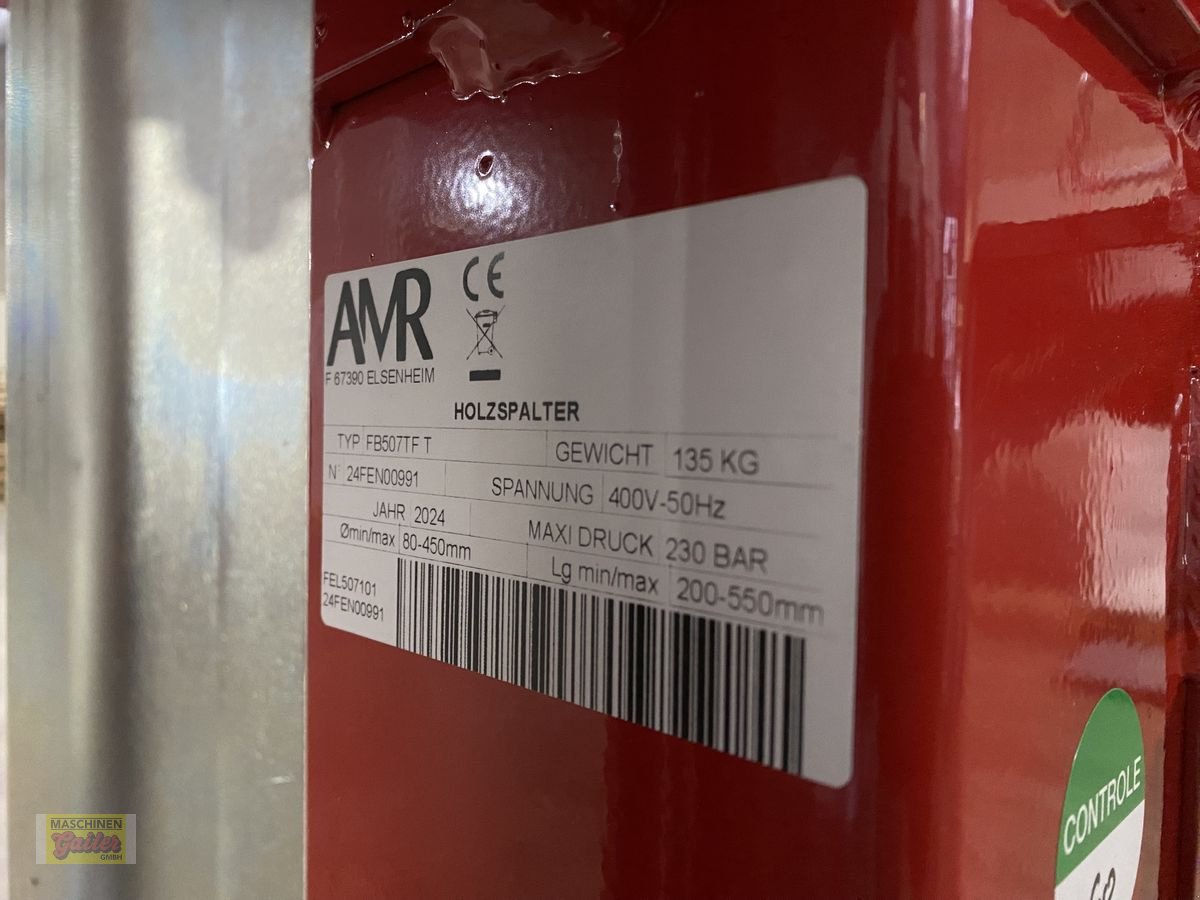 AMR
CE
F 67390 ELSENHEIM
HOLZSPALTER
TYP FB507TF T GEWICHT 135 KG
N° 24FEN00991 SPANNUNG 400V-50Hz
JAHR 2024 MAXI DRUCK 230 BAR
Ømin/max 80-450mm Lg min/max 200-550mm
FEL507101
24FEN00991
CONTROLE
MASCHINEN
Gailer
GMBH